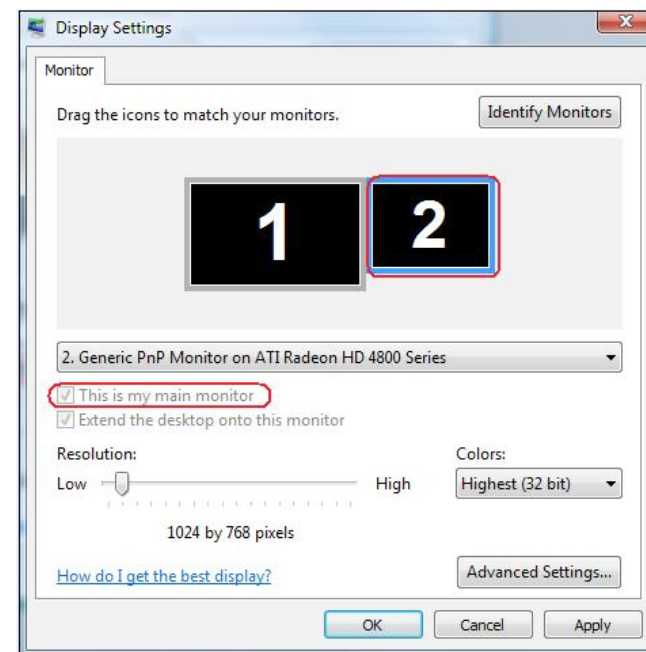 Display Settings
Monitor
Drag the icons to match your monitors.
Identify Monitors
1
2
2. Generic PnP Monitor on ATI Radeon HD 4800 Series
This is my main monitor
Extend the desktop onto this monitor
Resolution:
Colors:
Low
High
Highest (32 bit)
1024 by 768 pixels
How do I get the best display?
Advanced Settings...
OK
Cancel
Apply